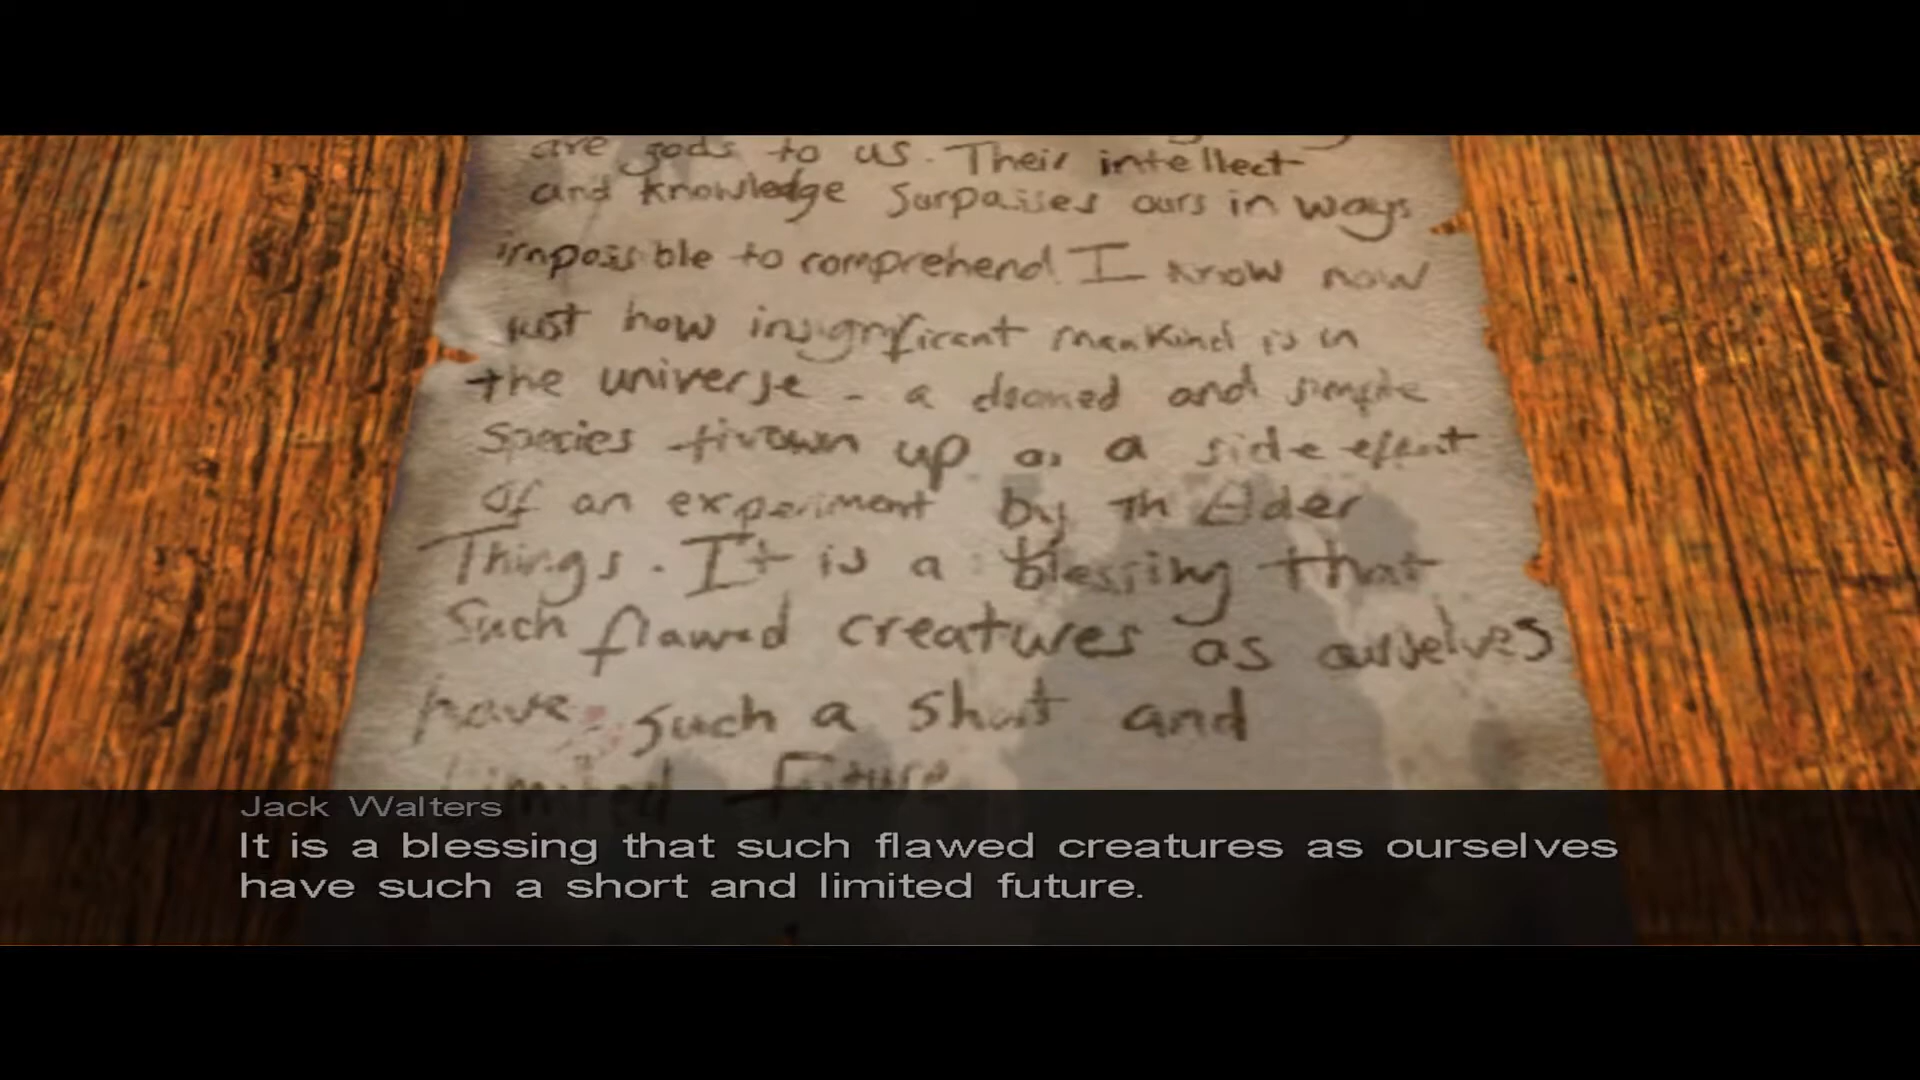 are gods to us. Their intellect
and knowledge surpasses ours in ways
impossible to comprehend. I know now
just how insignificant mankind is in
the universe - a doomed and simple
species thrown up as a side effect
of an experiment by th Elder
Things. It is a blessing that
such flawed creatures as ourselves
have such a short and
limited future
Jack Walters
It is a blessing that such flawed creatures as ourselves
have such a short and limited future.